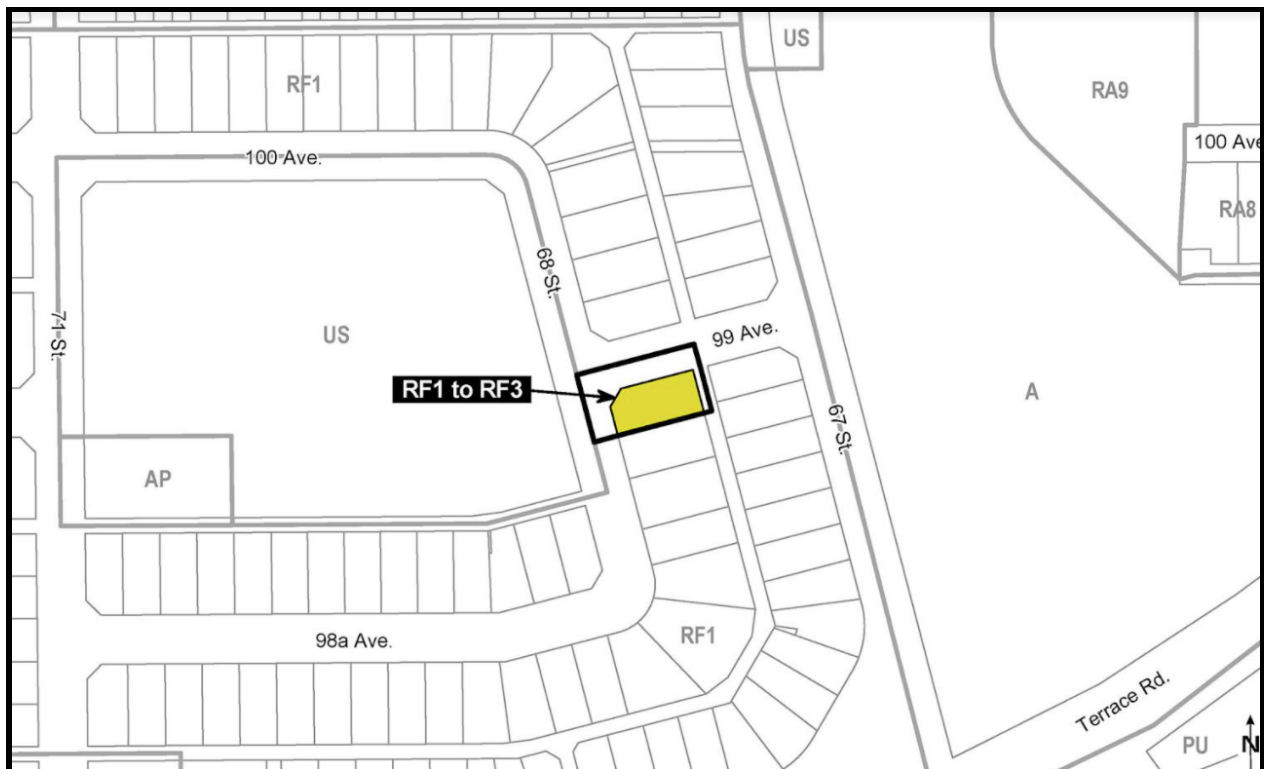 US
RF1
RA9
100 Ave
100 Ave.
RA8
68 St.
71 St.
US
99 Ave.
RF1 to RF3
A
67 St.
AP
RF1
98a Ave.
Terrace Rd.
PU
N